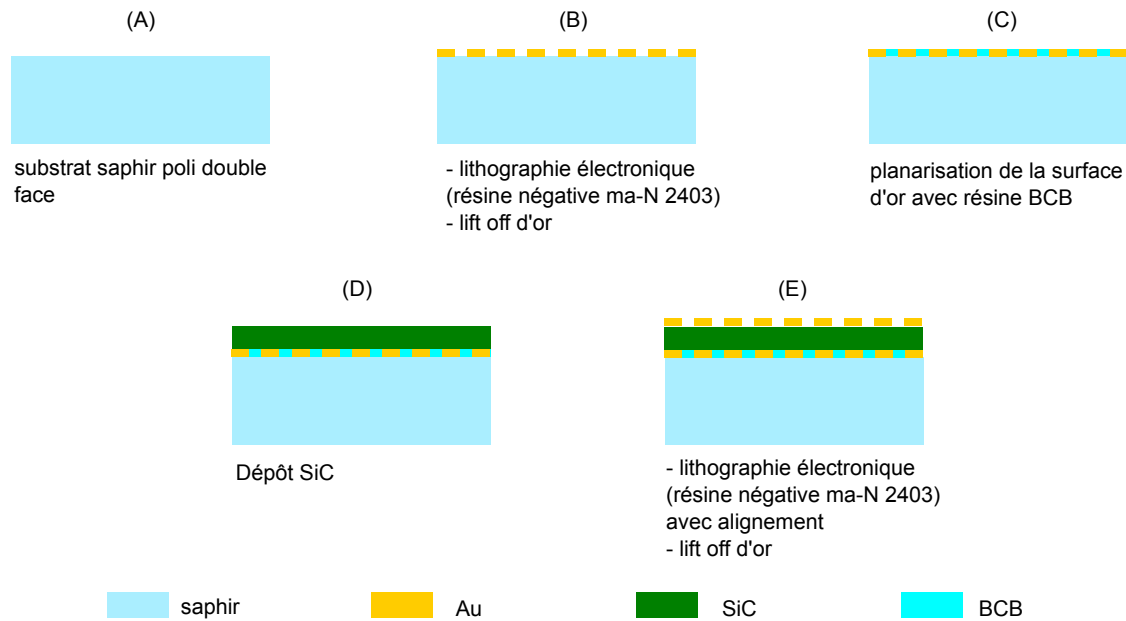 (A)
(B)
(C)
substrat saphir poli double
face
- lithographie électronique
(résine négative ma-N 2403)
- lift off d'or
planarisation de la surface
d'or avec résine BCB
(D)
(E)
Dépôt SiC
- lithographie électronique
(résine négative ma-N 2403)
avec alignement
- lift off d'or
saphir
Au
SiC
BCB